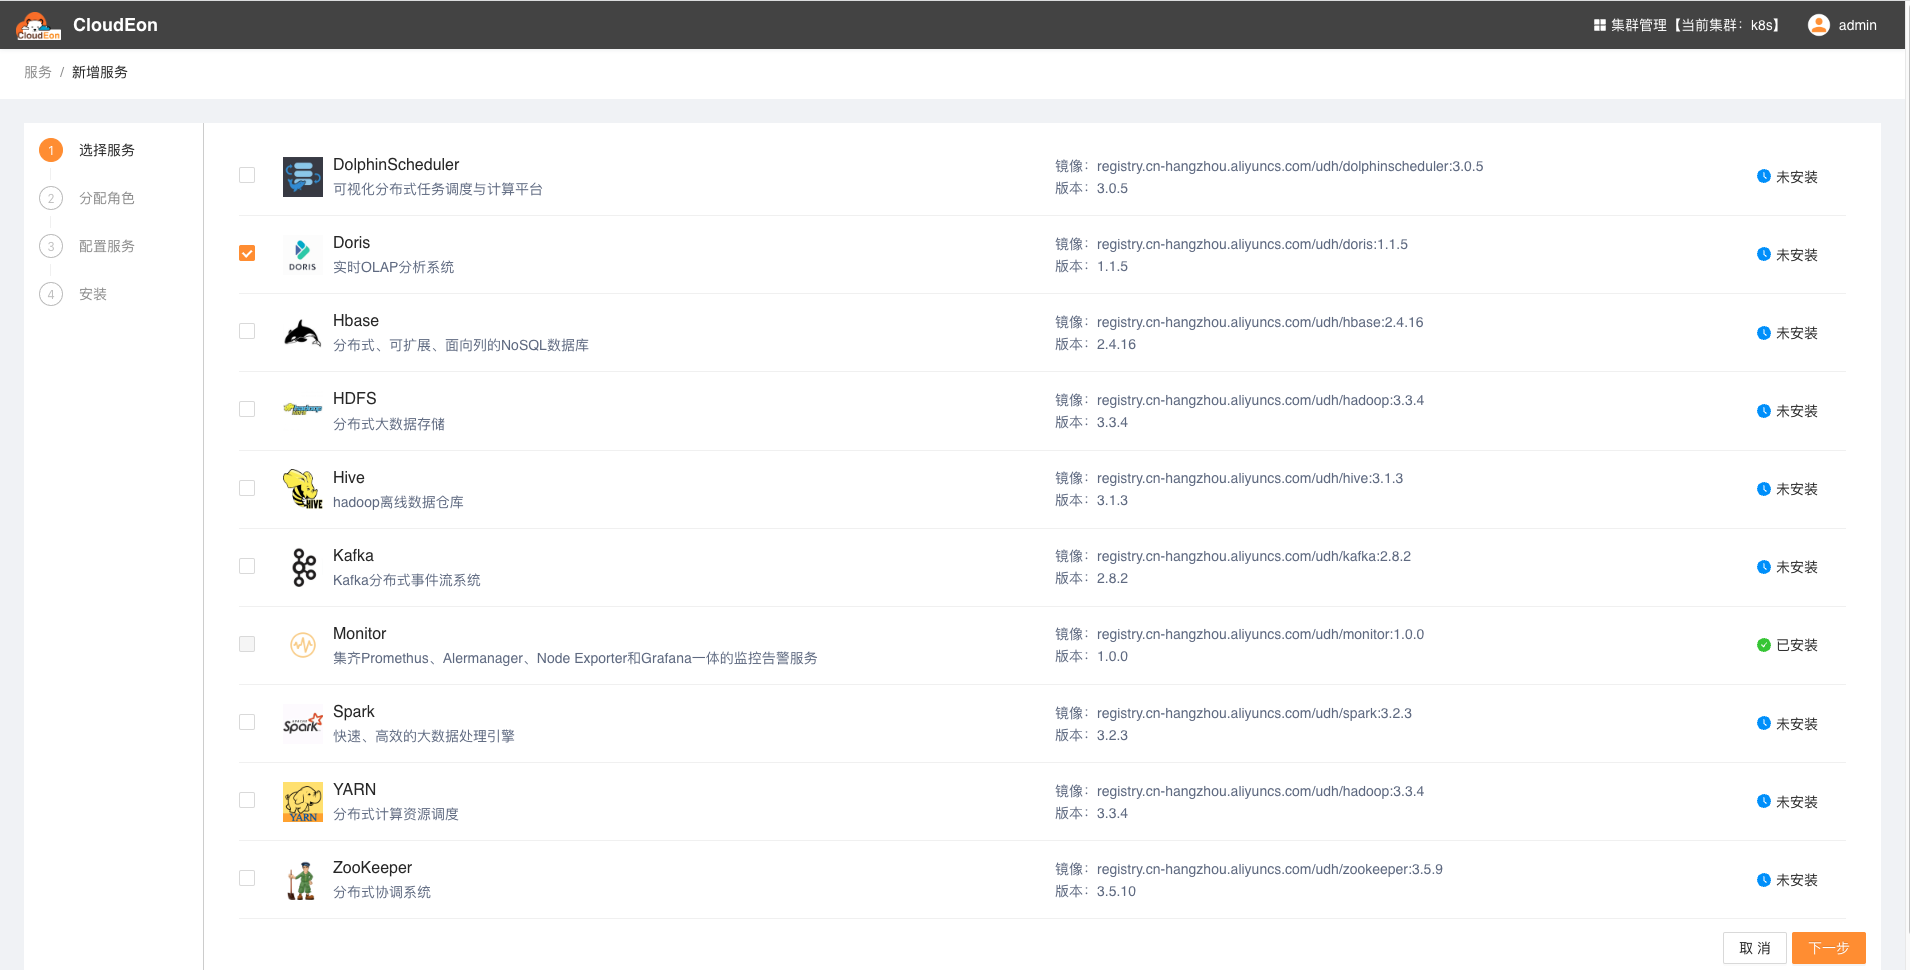 CloudEon
CloudEon
集群管理【当前集群：k8s】
admin
服务 / 新增服务
1 选择服务
2 分配角色
3 配置服务
4 安装
DolphinScheduler
可视化分布式任务调度与计算平台
镜像：registry.cn-hangzhou.aliyuncs.com/udh/dolphinscheduler:3.0.5
版本：3.0.5
未安装
DORIS
Doris
实时OLAP分析系统
镜像：registry.cn-hangzhou.aliyuncs.com/udh/doris:1.1.5
版本：1.1.5
未安装
Hbase
分布式、可扩展、面向列的NoSQL数据库
镜像：registry.cn-hangzhou.aliyuncs.com/udh/hbase:2.4.16
版本：2.4.16
未安装
HDFS
分布式大数据存储
镜像：registry.cn-hangzhou.aliyuncs.com/udh/hadoop:3.3.4
版本：3.3.4
未安装
HIVE
Hive
hadoop离线数据仓库
镜像：registry.cn-hangzhou.aliyuncs.com/udh/hive:3.1.3
版本：3.1.3
未安装
Kafka
Kafka分布式事件流系统
镜像：registry.cn-hangzhou.aliyuncs.com/udh/kafka:2.8.2
版本：2.8.2
未安装
Monitor
集齐Promethus、Alermanager、Node Exporter和Grafana一体的监控告警服务
镜像：registry.cn-hangzhou.aliyuncs.com/udh/monitor:1.0.0
版本：1.0.0
已安装
Spark
Spark
快速、高效的大数据处理引擎
镜像：registry.cn-hangzhou.aliyuncs.com/udh/spark:3.2.3
版本：3.2.3
未安装
YARN
YARN
分布式计算资源调度
镜像：registry.cn-hangzhou.aliyuncs.com/udh/hadoop:3.3.4
版本：3.3.4
未安装
ZooKeeper
分布式协调系统
镜像：registry.cn-hangzhou.aliyuncs.com/udh/zookeeper:3.5.9
版本：3.5.10
未安装
取 消
下一步